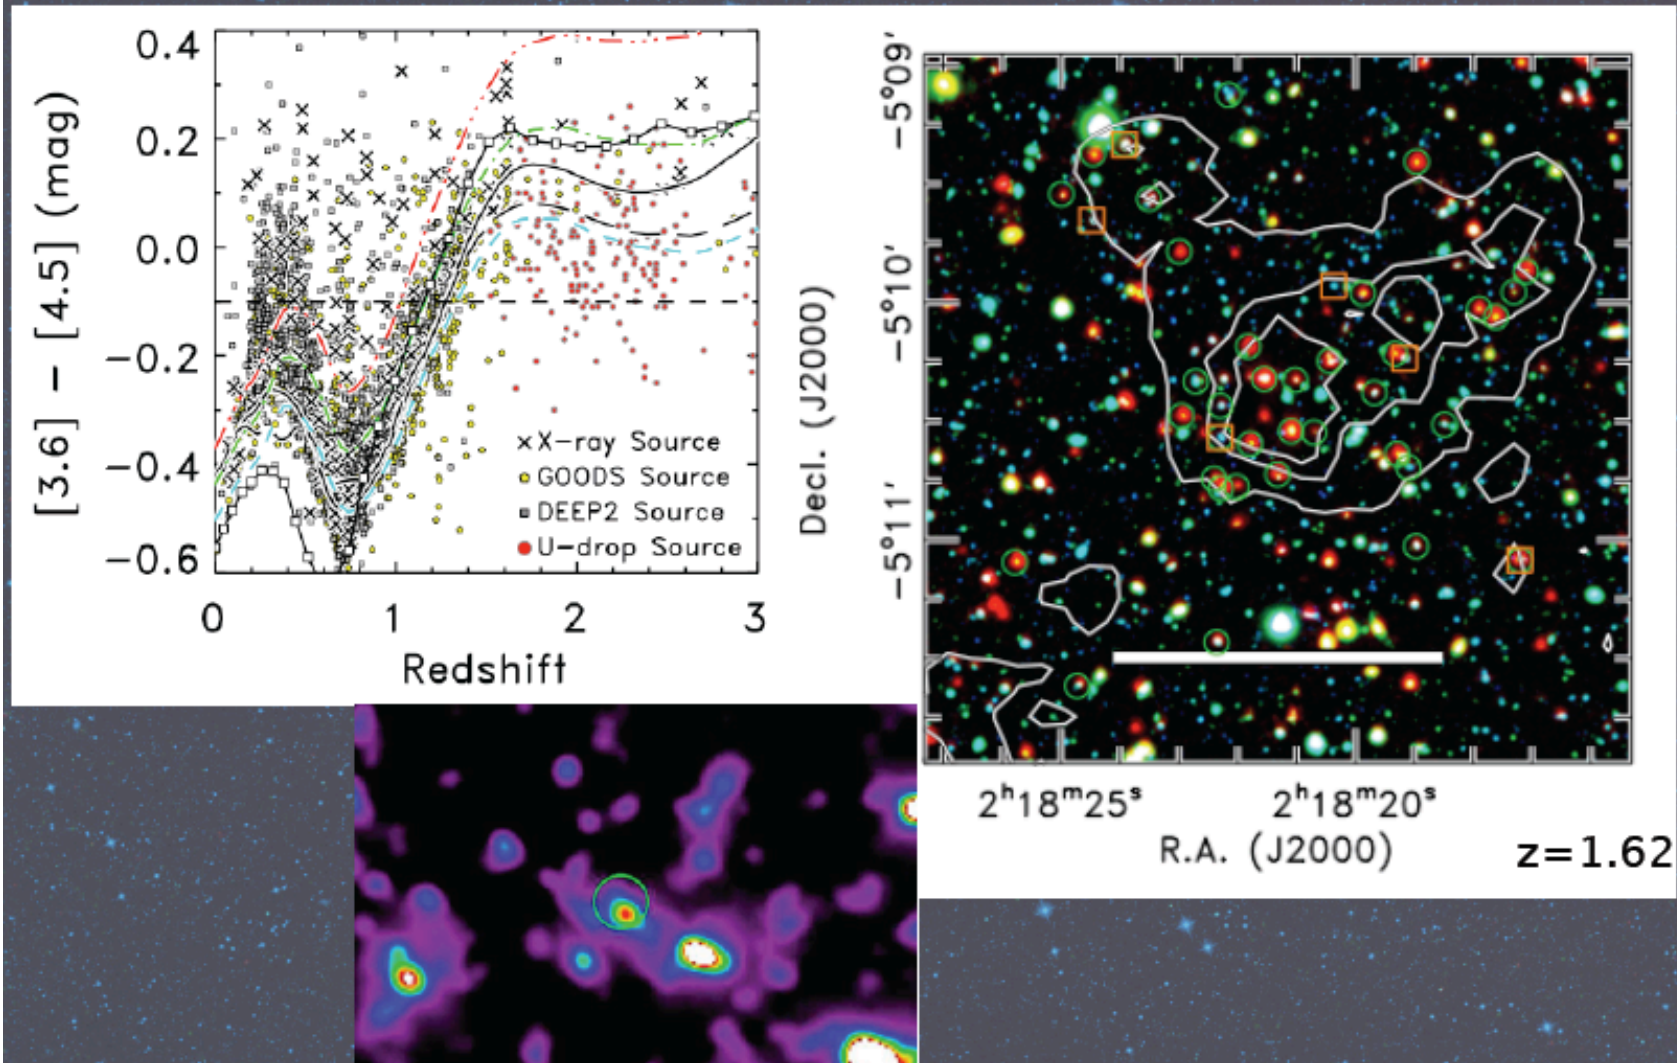 0.4
0.2
0.0
−0.2
−0.4
−0.6
[3.6] − [4.5] (mag)
X-ray Source
GOODS Source
DEEP2 Source
U-drop Source
0 1 2 3
Redshift
−5°09′
−5°10′
−5°11′
Decl. (J2000)
2ʰ18ᵐ25ˢ 2ʰ18ᵐ20ˢ
R.A. (J2000)
z=1.62